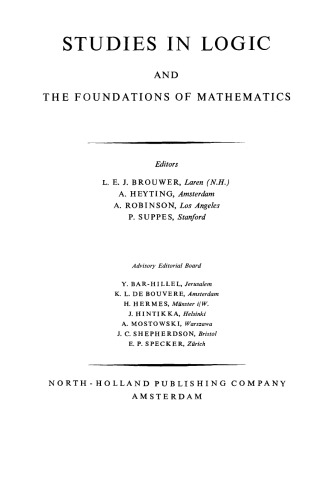 STUDIES IN LOGIC
AND
THE FOUNDATIONS OF MATHEMATICS
Editors
L. E. J. BROUWER, Laren (N.H.)
A. HEYTING, Amsterdam
A. ROBINSON, Los Angeles
P. SUPPES, Stanford
Advisory Editorial Board
Y. BAR-HILLEL, Jerusalem
K. L. DE BOUVERE, Amsterdam
H. HERMES, Münster i/W.
J. HINTIKKA, Helsinki
A. MOSTOWSKI, Warszawa
J. C. SHEPHERDSON, Bristol
E. P. SPECKER, Zürich
NORTH-HOLLAND PUBLISHING COMPANY
AMSTERDAM